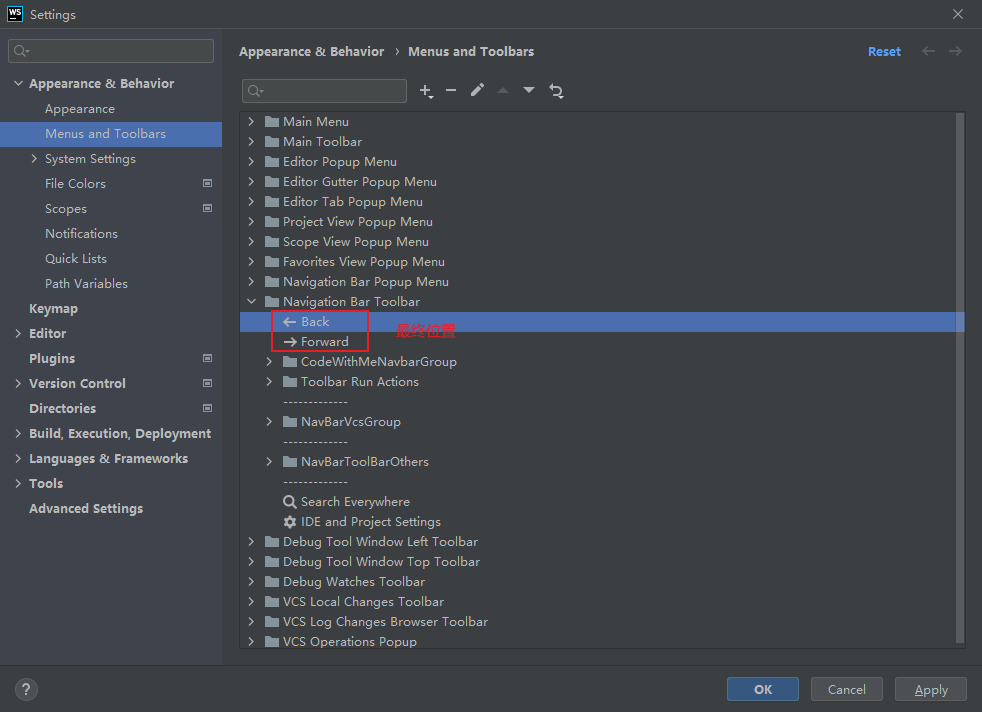 WS Settings
Appearance & Behavior
Appearance
Menus and Toolbars
System Settings
File Colors
Scopes
Notifications
Quick Lists
Path Variables
Keymap
Editor
Plugins
Version Control
Directories
Build, Execution, Deployment
Languages & Frameworks
Tools
Advanced Settings
Appearance & Behavior › Menus and Toolbars
Reset
Main Menu
Main Toolbar
Editor Popup Menu
Editor Gutter Popup Menu
Editor Tab Popup Menu
Project View Popup Menu
Scope View Popup Menu
Favorites View Popup Menu
Navigation Bar Popup Menu
Navigation Bar Toolbar
Back
最终位置
Forward
CodeWithMeNavbarGroup
Toolbar Run Actions
-------------
NavBarVcsGroup
-------------
NavBarToolBarOthers
-------------
Search Everywhere
IDE and Project Settings
Debug Tool Window Left Toolbar
Debug Tool Window Top Toolbar
Debug Watches Toolbar
VCS Local Changes Toolbar
VCS Log Changes Browser Toolbar
VCS Operations Popup
?
OK
Cancel
Apply